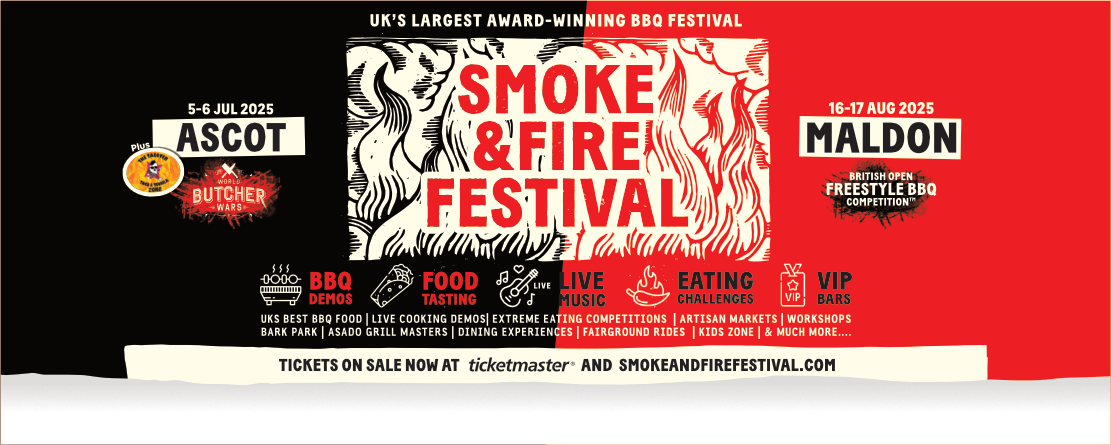 UK'S LARGEST AWARD-WINNING BBQ FESTIVAL
SMOKE
&FIRE
FESTIVAL
5-6 JUL 2025
ASCOT
Plus
WORLD
BUTCHER
WARS
16-17 AUG 2025
MALDON
BRITISH OPEN
FREESTYLE BBQ
COMPETITION™
BBQ
DEMOS
FOOD
TASTING
LIVE
LIVE
MUSIC
EATING
CHALLENGES
VIP
VIP
BARS
UKS BEST BBQ FOOD | LIVE COOKING DEMOS| EXTREME EATING COMPETITIONS | ARTISAN MARKETS | WORKSHOPS
BARK PARK | ASADO GRILL MASTERS | DINING EXPERIENCES | FAIRGROUND RIDES | KIDS ZONE | & MUCH MORE....
TICKETS ON SALE NOW AT ticketmaster® AND SMOKEANDFIREFESTIVAL.COM